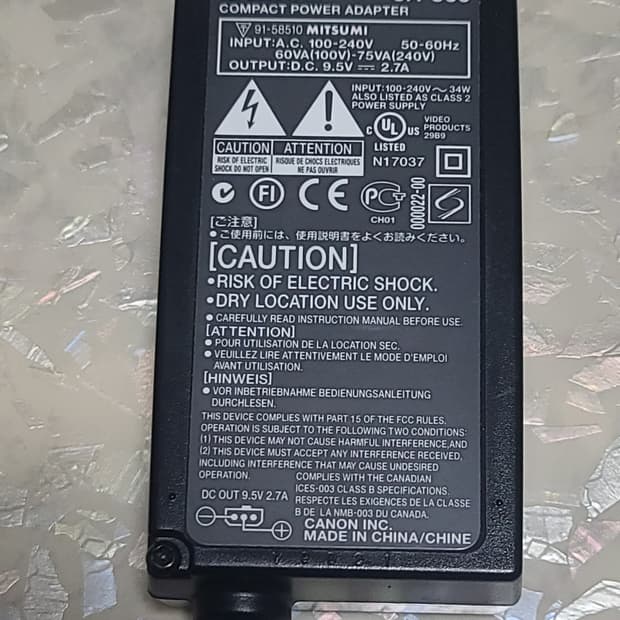 COMPACT POWER ADAPTER
91-58510 MITSUMI
INPUT:A.C. 100-240V 50-60Hz
60VA(100V)-75VA(240V)
OUTPUT:D.C. 9.5V ⎓ 2.7A
INPUT:100-240V～34W
ALSO LISTED AS CLASS 2
POWER SUPPLY
CAUTION
RISK OF ELECTRIC
SHOCK DO NOT OPEN
ATTENTION
RISQUE DE CHOCS ELECTRIQUES
NE PAS OUVRIR
C UL US
LISTED
VIDEO
PRODUCTS
29B9
N17037
FI CE PG
CH01
000022-00
[ご注意]
●ご使用前には、使用説明書をよくお読みください。
[CAUTION]
●RISK OF ELECTRIC SHOCK.
●DRY LOCATION USE ONLY.
●CAREFULLY READ INSTRUCTION MANUAL BEFORE USE.
[ATTENTION]
●POUR UTILISATION DE LA LOCATION SEC.
●VEUILLEZ LIRE ATTENTIVEMENT LE MODE D'EMPLOI
AVANT UTILISATION.
[HINWEIS]
●VOR INBETRIEBNAHME BEDIENUNGSANLEITUNG
DURCHLESEN.
THIS DEVICE COMPLIES WITH PART 15 OF THE FCC RULES.
OPERATION IS SUBJECT TO THE FOLLOWING TWO CONDITIONS:
(1) THIS DEVICE MAY NOT CAUSE HARMFUL INTERFERENCE,AND
(2) THIS DEVICE MUST ACCEPT ANY INTERFERENCE RECEIVED,
INCLUDING INTERFERENCE THAT MAY CAUSE UNDESIRED
OPERATION.
COMPLIES WITH THE CANADIAN
ICES-003 CLASS B SPECIFICATIONS.
RESPECTE LES EXIGENCES DE LA CLASSE
B DE LA NMB-003 DU CANADA.
DC OUT 9.5V 2.7A
CANON INC.
MADE IN CHINA/CHINE